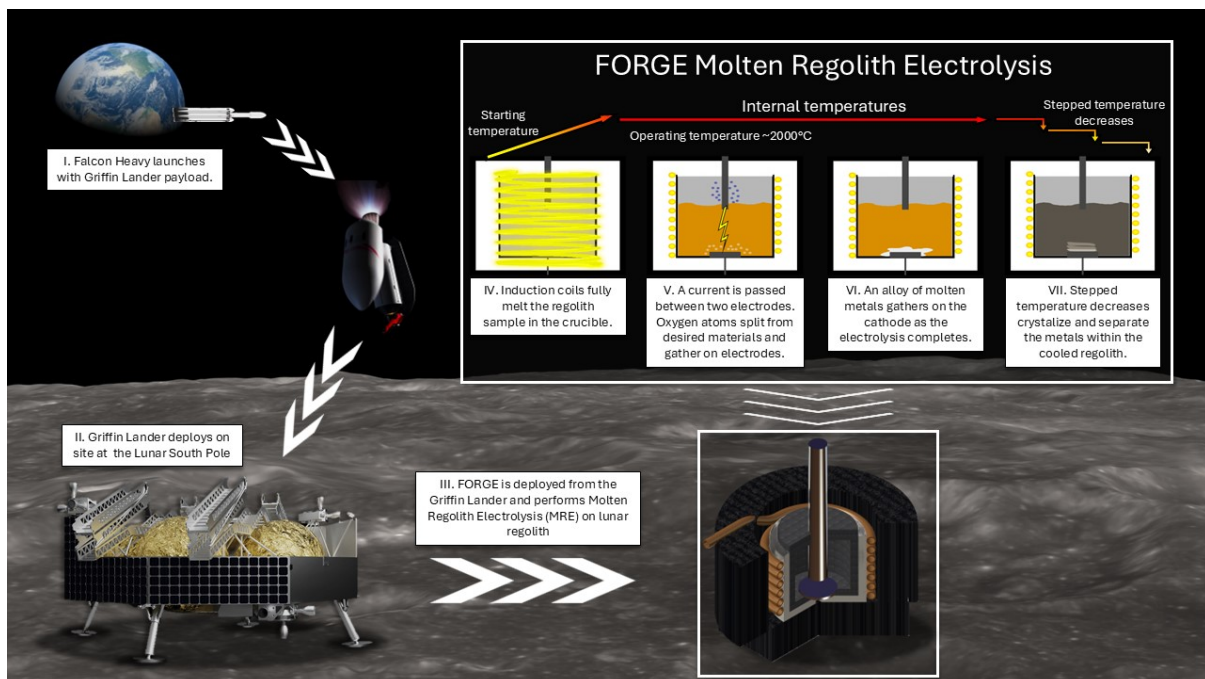 FORGE Molten Regolith Electrolysis
Starting
temperature
Internal temperatures
Operating temperature ~2000°C
Stepped temperature
decreases
I. Falcon Heavy launches
with Griffin Lander payload.
IV. Induction coils fully
melt the regolith
sample in the crucible.
V. A current is passed
between two electrodes.
Oxygen atoms split from
desired materials and
gather on electrodes.
VI. An alloy of molten
metals gathers on the
cathode as the
electrolysis completes.
VII. Stepped
temperature decreases
crystalize and separate
the metals within the
cooled regolith.
II. Griffin Lander deploys on
site at the Lunar South Pole
III. FORGE is deployed from the
Griffin Lander and performs Molten
Regolith Electrolysis (MRE) on lunar
regolith